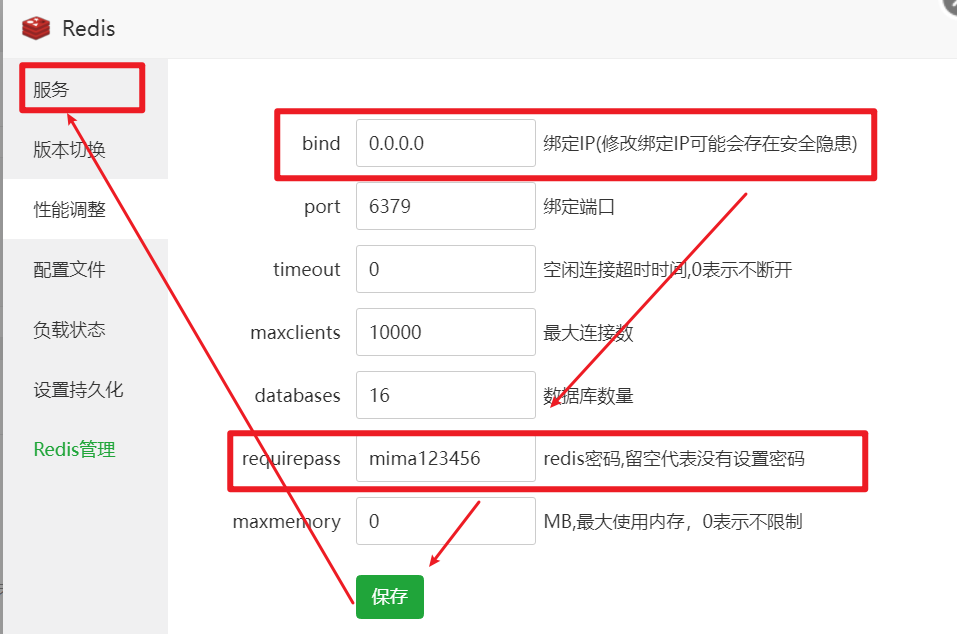 Redis
服务
版本切换
性能调整
配置文件
负载状态
设置持久化
Redis管理
bind 0.0.0.0 绑定IP(修改绑定IP可能会存在安全隐患)
port 6379 绑定端口
timeout 0 空闲连接超时时间,0表示不断开
maxclients 10000 最大连接数
databases 16 数据库数量
requirepass mima123456 redis密码,留空代表没有设置密码
maxmemory 0 MB,最大使用内存，0表示不限制
保存